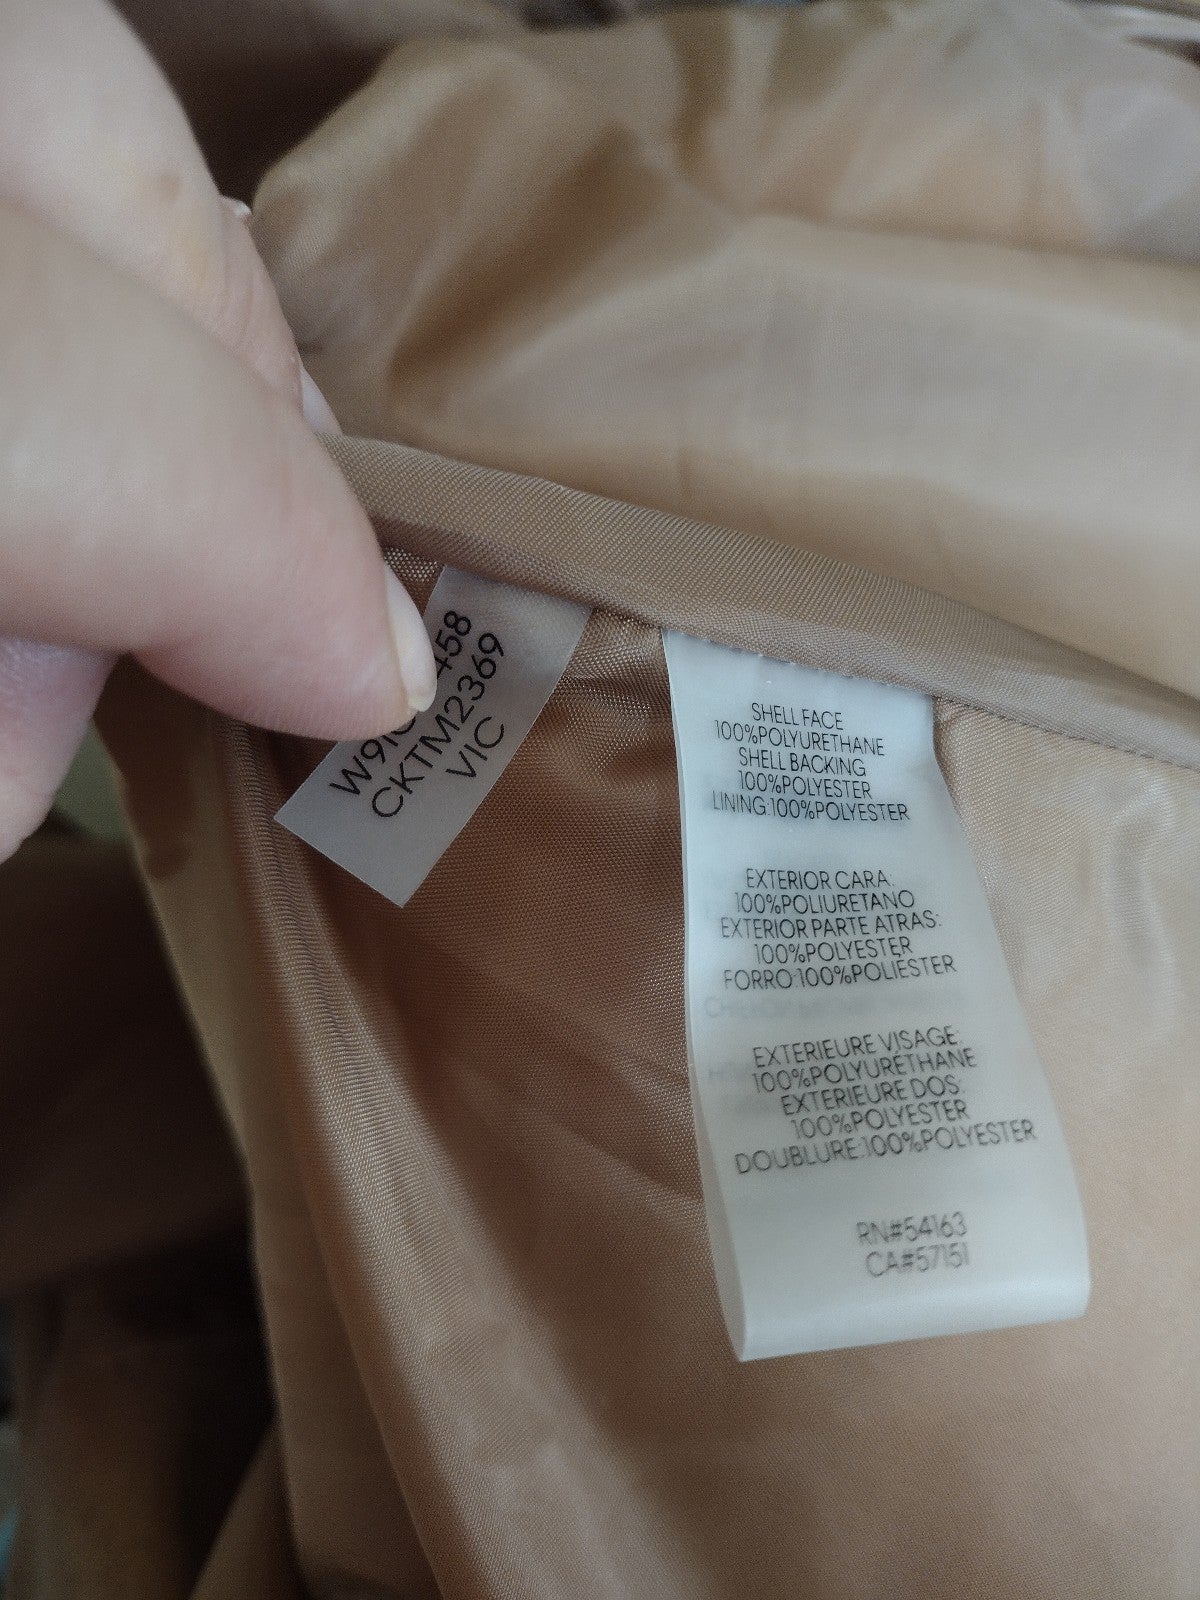 458
CKTM2369
VIC
SHELL FACE
100%POLYURETHANE
SHELL BACKING
100%POLYESTER
LINING:100%POLYESTER
EXTERIOR CARA:
100%POLIURETANO
EXTERIOR PARTE ATRAS:
100%POLYESTER
FORRO:100%POLIÉSTER
EXTERIEURE VISAGE:
100%POLYURÉTHANE
EXTERIEURE DOS:
100%POLYESTER
DOUBLURE:100%POLYESTER
RN#54163
CA#57151